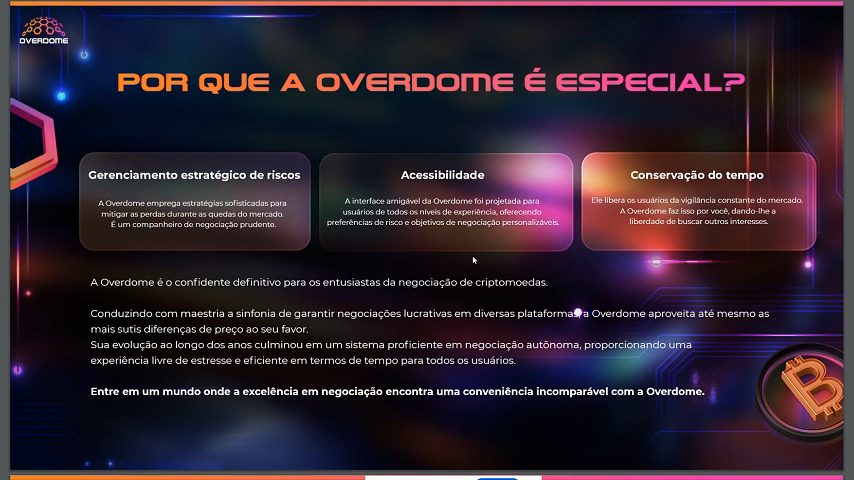 OVERDOME
POR QUE A OVERDOME É ESPECIAL?
Gerenciamento estratégico de riscos
A Overdome emprega estratégias sofisticadas para
mitigar as perdas durante as quedas do mercado.
É um companheiro de negociação prudente.
Acessibilidade
A interface amigável da Overdome foi projetada para
usuários de todos os níveis de experiência, oferecendo
preferências de risco e objetivos de negociação personalizáveis.
Conservação do tempo
Ele libera os usuários da vigilância constante do mercado.
A Overdome faz isso por você, dando-lhe a
liberdade de buscar outros interesses.
A Overdome é o confidente definitivo para os entusiastas da negociação de criptomoedas.
Conduzindo com maestria a sinfonia de garantir negociações lucrativas em diversas plataformas, a Overdome aproveita até mesmo as
mais sutis diferenças de preço ao seu favor.
Sua evolução ao longo dos anos culminou em um sistema proficiente em negociação autônoma, proporcionando uma
experiência livre de estresse e eficiente em termos de tempo para todos os usuários.
Entre em um mundo onde a excelência em negociação encontra uma conveniência incomparável com a Overdome.